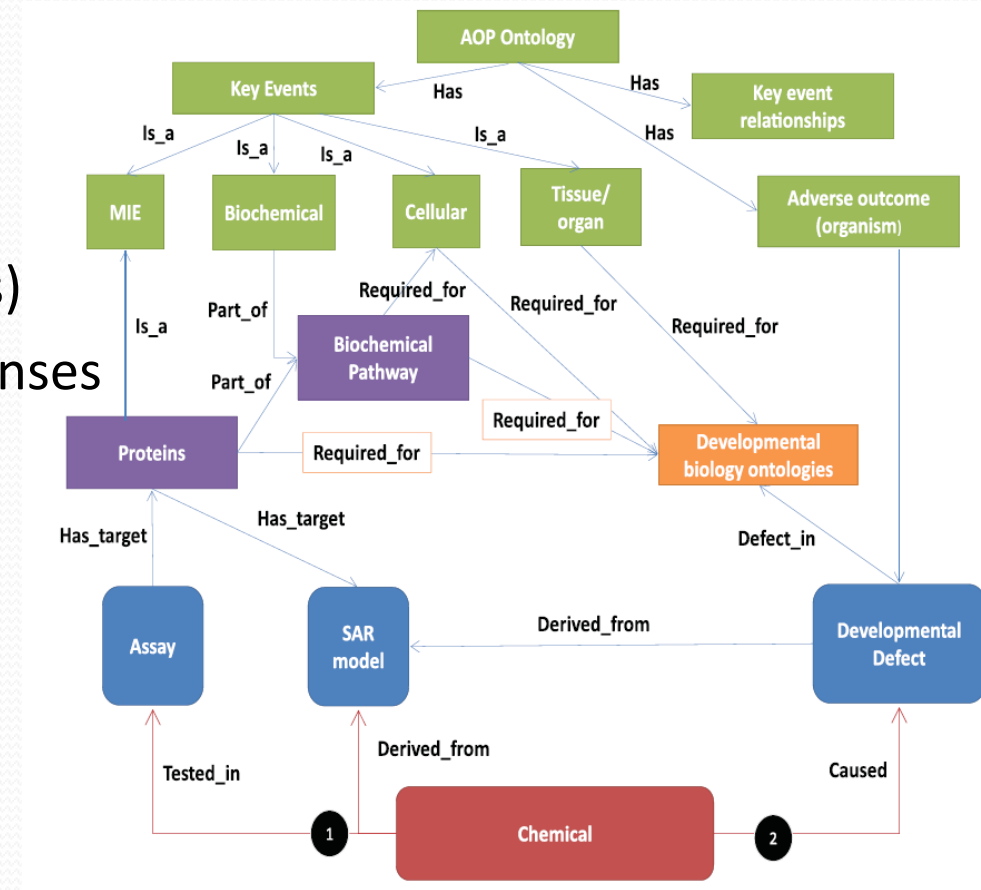 AOP Ontology
Key Events
Has
Has
Key event
relationships
Has
Is_a
Is_a
Is_a
Is_a
MIE
Biochemical
Cellular
Tissue/
organ
Adverse outcome
(organism)
s)
Required_for
Required_for
Part_of
Is_a
Required_for
Biochemical
Pathway
nses
Part_of
Required_for
Proteins
Required_for
Developmental
biology ontologies
Has_target
Has_target
Defect_in
Assay
SAR
model
Derived_from
Developmental
Defect
Tested_in
Derived_from
Caused
1
Chemical
2